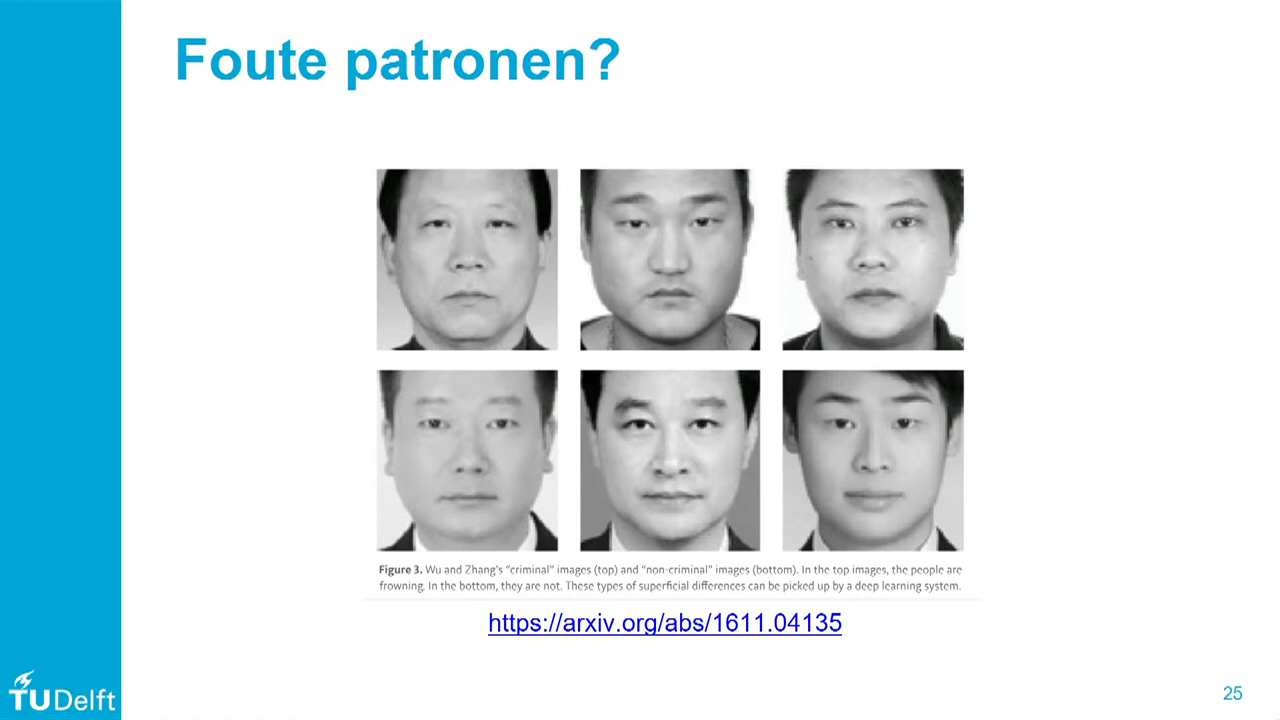 Foute patronen?
Figure 3. Wu and Zhang's "criminal" images (top) and "non-criminal" images (bottom). In the top images, the people are
frowning. In the bottom, they are not. These types of superficial differences can be picked up by a deep learning system.
https://arxiv.org/abs/1611.04135
TU Delft
25